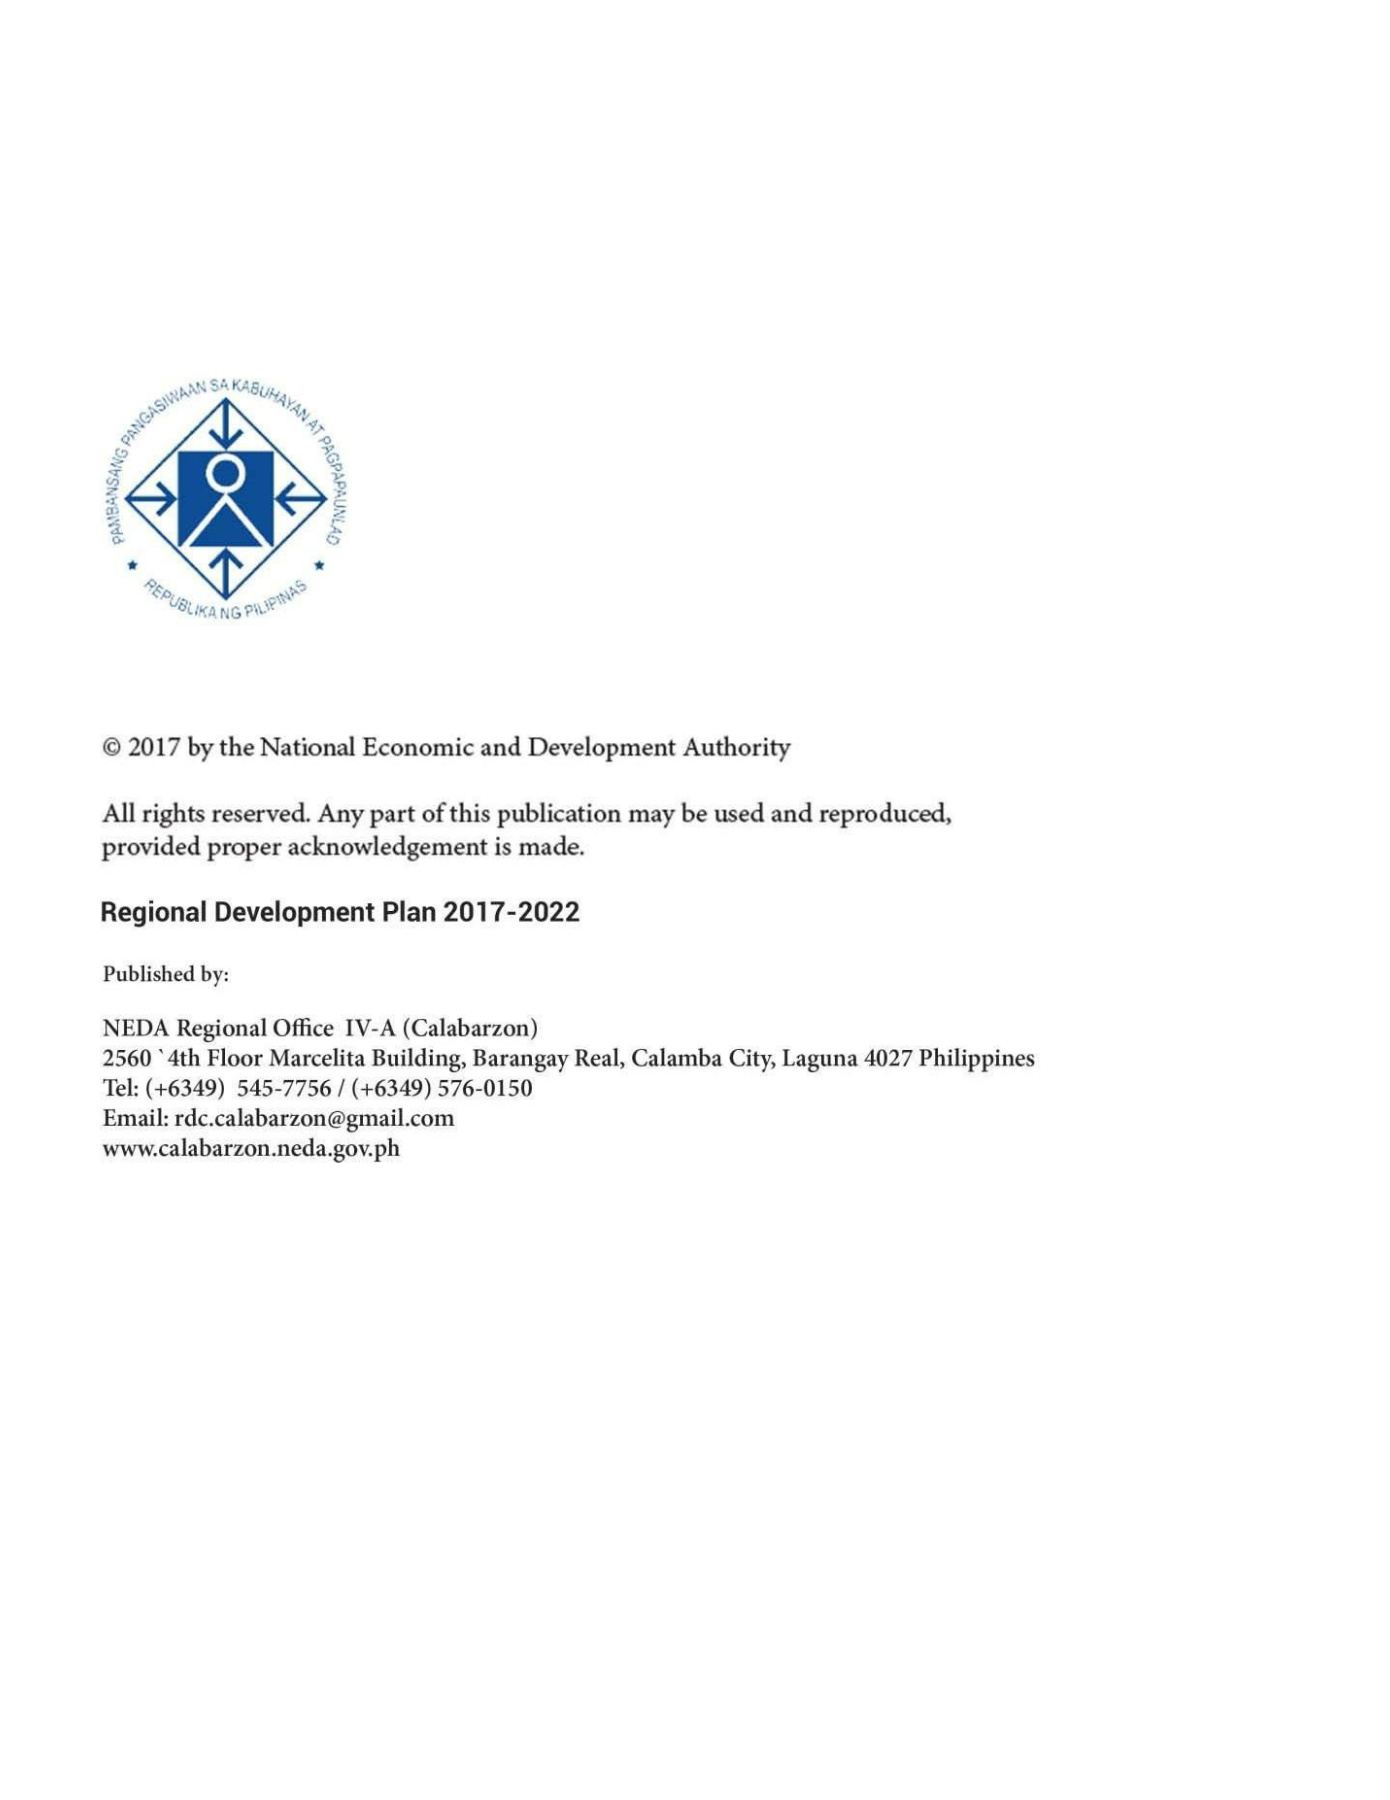 PAMBANSANG PANGASIWAAN SA KABUHAYAN AT PAGPAPAUNLAD
REPUBLIKA NG PILIPINAS
© 2017 by the National Economic and Development Authority
All rights reserved. Any part of this publication may be used and reproduced,
provided proper acknowledgement is made.
Regional Development Plan 2017-2022
Published by:
NEDA Regional Office IV-A (Calabarzon)
2560 `4th Floor Marcelita Building, Barangay Real, Calamba City, Laguna 4027 Philippines
Tel: (+6349) 545-7756 / (+6349) 576-0150
Email: rdc.calabarzon@gmail.com
www.calabarzon.neda.gov.ph